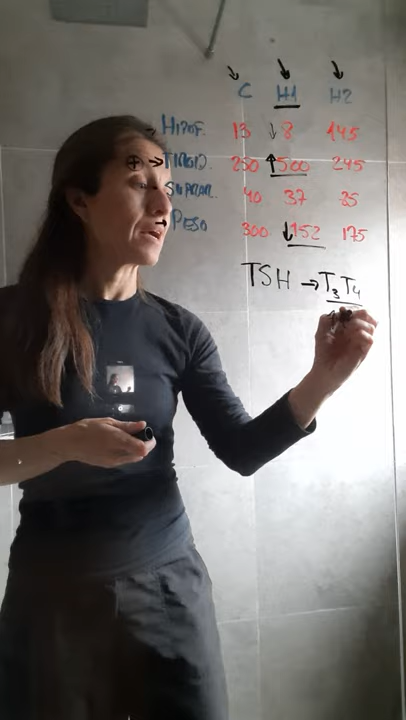 C H1 H2
HIPOF. 13 ↓ 8 145
⊕ → TIROID. 250 ↑ 500 245
SUPRAR. 40 37 35
PESO 300 ↓ 152 175
TSH → T₃ T₄